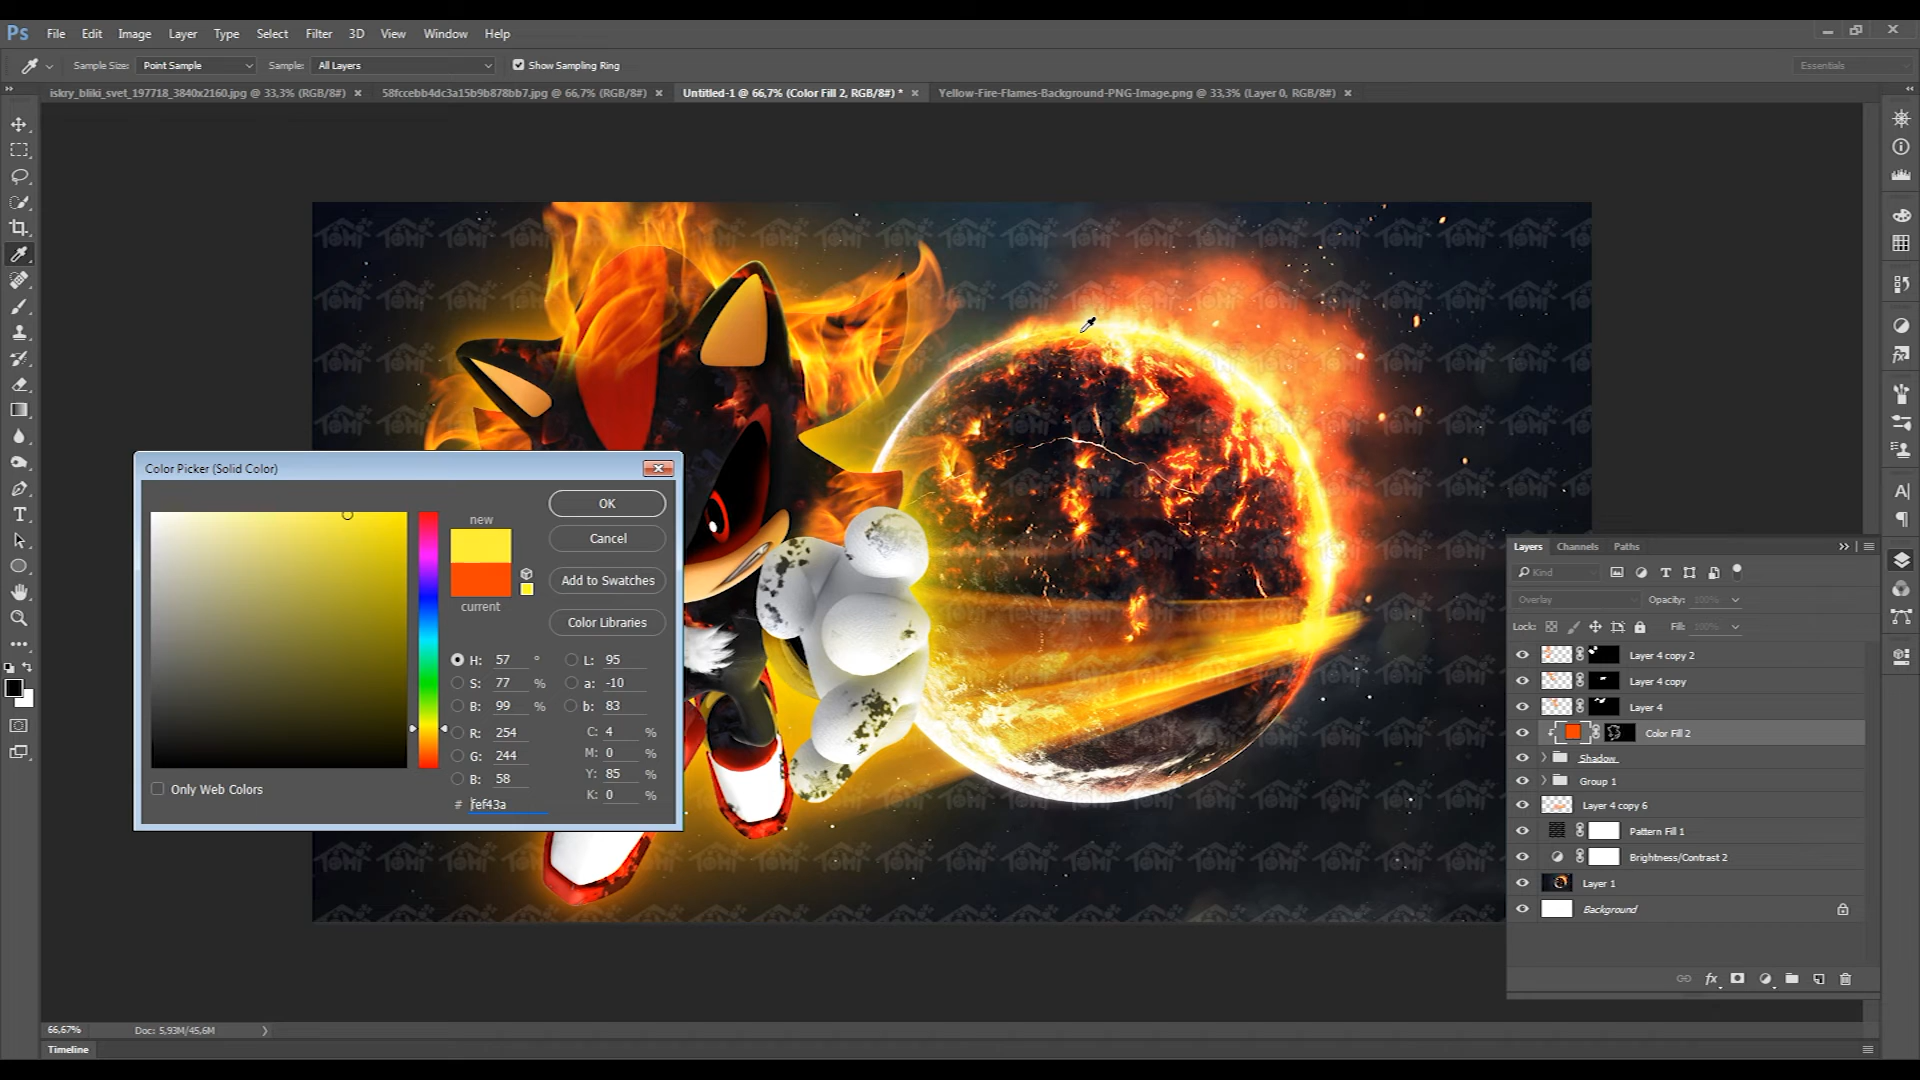 Ps File Edit Image Layer Type Select Filter 3D View Window Help
Sample Size: Point Sample Sample: All Layers Show Sampling Ring Essentials
iskry_bliki_svet_197718_3840x2160.jpg @ 33,3% (RGB/8#) × 58fccebb4dc3a15b9b878bb7.jpg @ 66,7% (RGB/8#) × Untitled-1 @ 66,7% (Color Fill 2, RGB/8#) * × Yellow-Fire-Flames-Background-PNG-Image.png @ 33,3% (Layer 0, RGB/8#) ×
TOMI
Color Picker (Solid Color)
new
current
OK
Cancel
Add to Swatches
Color Libraries
H: 57 °
S: 77 %
B: 99 %
R: 254
G: 244
B: 58
# fef43a
L: 95
a: -10
b: 83
C: 4 %
M: 0 %
Y: 85 %
K: 0 %
Only Web Colors
Layers Channels Paths
Kind
Overlay Opacity: 100%
Lock: Fill: 100%
Layer 4 copy 2
Layer 4 copy
Layer 4
Color Fill 2
Shadow
Group 1
Layer 4 copy 6
Pattern Fill 1
Brightness/Contrast 2
Layer 1
Background
66,67% Doc: 5,93M/45,6M
Timeline